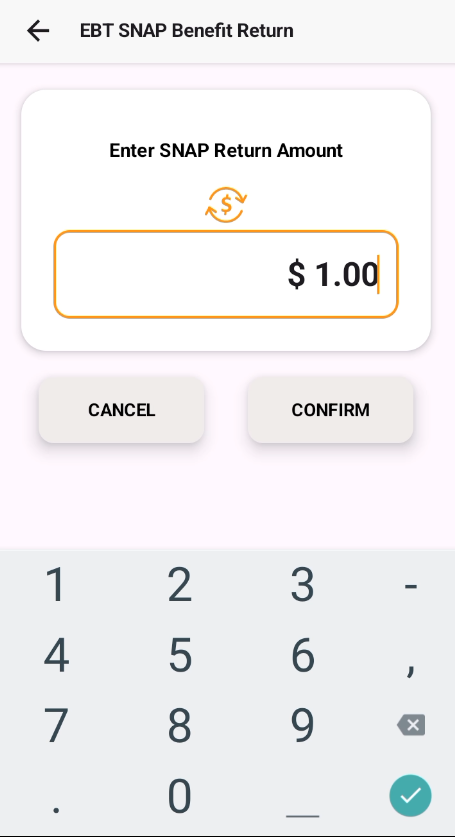 EBT SNAP Benefit Return
Enter SNAP Return Amount
$
$ 1.00
CANCEL CONFIRM
1 2 3 -
4 5 6 ,
7 8 9
. 0 _